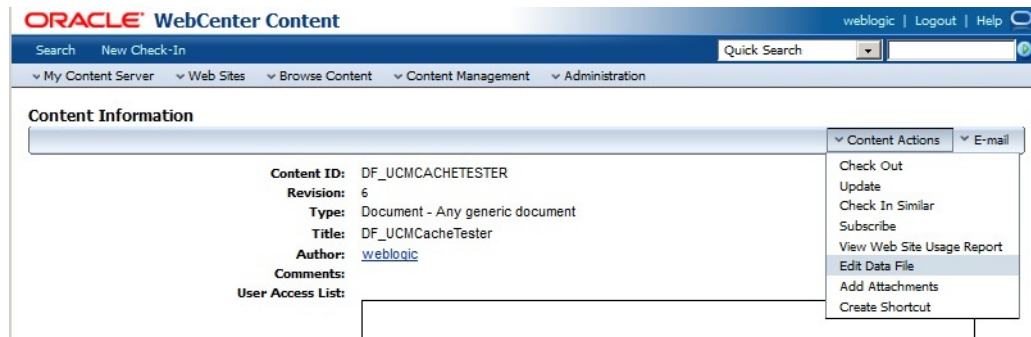 ORACLE WebCenter Content
weblogic | Logout | Help
Search New Check-In Quick Search
My Content Server Web Sites Browse Content Content Management Administration
Content Information
Content Actions E-mail
Content ID: DF_UCMCACHETESTER
Revision: 6
Type: Document - Any generic document
Title: DF_UCMCacheTester
Author: weblogic
Comments:
User Access List:
Check Out
Update
Check In Similar
Subscribe
View Web Site Usage Report
Edit Data File
Add Attachments
Create Shortcut